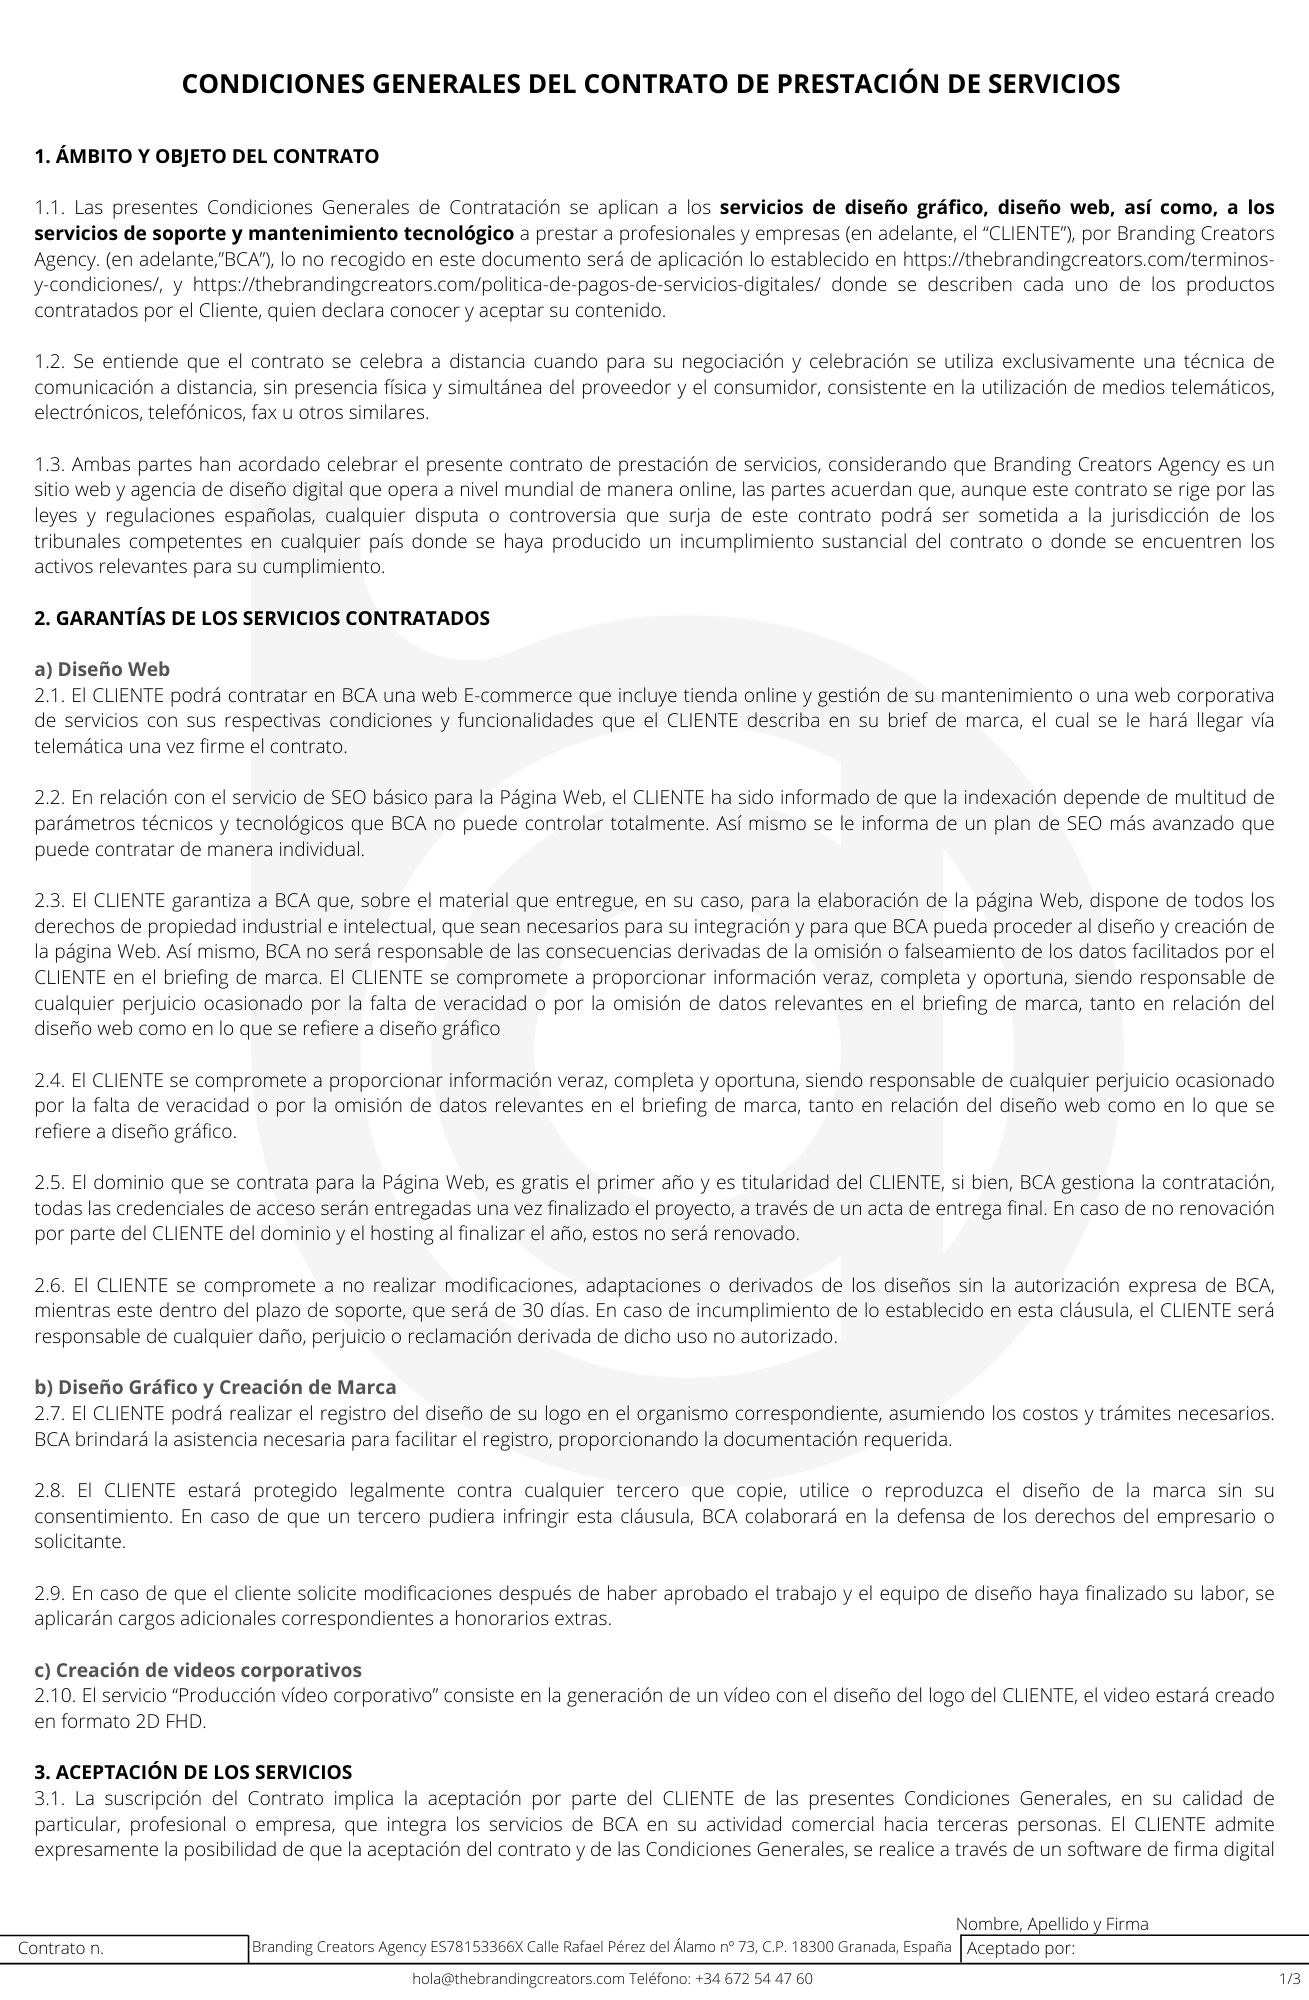 CONDICIONES GENERALES DEL CONTRATO DE PRESTACIÓN DE SERVICIOS
1. ÁMBITO Y OBJETO DEL CONTRATO
1.1. Las presentes Condiciones Generales de Contratación se aplican a los servicios de diseño gráfico, diseño web, así como, a los
servicios de soporte y mantenimiento tecnológico a prestar a profesionales y empresas (en adelante, el “CLIENTE”), por Branding Creators
Agency. (en adelante,”BCA”), lo no recogido en este documento será de aplicación lo establecido en https://thebrandingcreators.com/terminos-
y-condiciones/, y https://thebrandingcreators.com/politica-de-pagos-de-servicios-digitales/ donde se describen cada uno de los productos
contratados por el Cliente, quien declara conocer y aceptar su contenido.
1.2. Se entiende que el contrato se celebra a distancia cuando para su negociación y celebración se utiliza exclusivamente una técnica de
comunicación a distancia, sin presencia física y simultánea del proveedor y el consumidor, consistente en la utilización de medios telemáticos,
electrónicos, telefónicos, fax u otros similares.
1.3. Ambas partes han acordado celebrar el presente contrato de prestación de servicios, considerando que Branding Creators Agency es un
sitio web y agencia de diseño digital que opera a nivel mundial de manera online, las partes acuerdan que, aunque este contrato se rige por las
leyes y regulaciones españolas, cualquier disputa o controversia que surja de este contrato podrá ser sometida a la jurisdicción de los
tribunales competentes en cualquier país donde se haya producido un incumplimiento sustancial del contrato o donde se encuentren los
activos relevantes para su cumplimiento.
2. GARANTÍAS DE LOS SERVICIOS CONTRATADOS
a) Diseño Web
2.1. El CLIENTE podrá contratar en BCA una web E-commerce que incluye tienda online y gestión de su mantenimiento o una web corporativa
de servicios con sus respectivas condiciones y funcionalidades que el CLIENTE describa en su brief de marca, el cual se le hará llegar vía
telemática una vez firme el contrato.
2.2. En relación con el servicio de SEO básico para la Página Web, el CLIENTE ha sido informado de que la indexación depende de multitud de
parámetros técnicos y tecnológicos que BCA no puede controlar totalmente. Así mismo se le informa de un plan de SEO más avanzado que
puede contratar de manera individual.
2.3. El CLIENTE garantiza a BCA que, sobre el material que entregue, en su caso, para la elaboración de la página Web, dispone de todos los
derechos de propiedad industrial e intelectual, que sean necesarios para su integración y para que BCA pueda proceder al diseño y creación de
la página Web. Así mismo, BCA no será responsable de las consecuencias derivadas de la omisión o falseamiento de los datos facilitados por el
CLIENTE en el briefing de marca. El CLIENTE se compromete a proporcionar información veraz, completa y oportuna, siendo responsable de
cualquier perjuicio ocasionado por la falta de veracidad o por la omisión de datos relevantes en el briefing de marca, tanto en relación del
diseño web como en lo que se refiere a diseño gráfico
2.4. El CLIENTE se compromete a proporcionar información veraz, completa y oportuna, siendo responsable de cualquier perjuicio ocasionado
por la falta de veracidad o por la omisión de datos relevantes en el briefing de marca, tanto en relación del diseño web como en lo que se
refiere a diseño gráfico.
2.5. El dominio que se contrata para la Página Web, es gratis el primer año y es titularidad del CLIENTE, si bien, BCA gestiona la contratación,
todas las credenciales de acceso serán entregadas una vez finalizado el proyecto, a través de un acta de entrega final. En caso de no renovación
por parte del CLIENTE del dominio y el hosting al finalizar el año, estos no será renovado.
2.6. El CLIENTE se compromete a no realizar modificaciones, adaptaciones o derivados de los diseños sin la autorización expresa de BCA,
mientras este dentro del plazo de soporte, que será de 30 días. En caso de incumplimiento de lo establecido en esta cláusula, el CLIENTE será
responsable de cualquier daño, perjuicio o reclamación derivada de dicho uso no autorizado.
b) Diseño Gráfico y Creación de Marca
2.7. El CLIENTE podrá realizar el registro del diseño de su logo en el organismo correspondiente, asumiendo los costos y trámites necesarios.
BCA brindará la asistencia necesaria para facilitar el registro, proporcionando la documentación requerida.
2.8. El CLIENTE estará protegido legalmente contra cualquier tercero que copie, utilice o reproduzca el diseño de la marca sin su
consentimiento. En caso de que un tercero pudiera infringir esta cláusula, BCA colaborará en la defensa de los derechos del empresario o
solicitante.
2.9. En caso de que el cliente solicite modificaciones después de haber aprobado el trabajo y el equipo de diseño haya finalizado su labor, se
aplicarán cargos adicionales correspondientes a honorarios extras.
c) Creación de videos corporativos
2.10. El servicio “Producción vídeo corporativo” consiste en la generación de un vídeo con el diseño del logo del CLIENTE, el video estará creado
en formato 2D FHD.
3. ACEPTACIÓN DE LOS SERVICIOS
3.1. La suscripción del Contrato implica la aceptación por parte del CLIENTE de las presentes Condiciones Generales, en su calidad de
particular, profesional o empresa, que integra los servicios de BCA en su actividad comercial hacia terceras personas. El CLIENTE admite
expresamente la posibilidad de que la aceptación del contrato y de las Condiciones Generales, se realice a través de un software de firma digital
Nombre, Apellido y Firma
Contrato n.
Branding Creators Agency ES78153366X Calle Rafael Pérez del Álamo nº 73, C.P. 18300 Granada, España
Aceptado por:
hola@thebrandingcreators.com Teléfono: +34 672 54 47 60
1/3